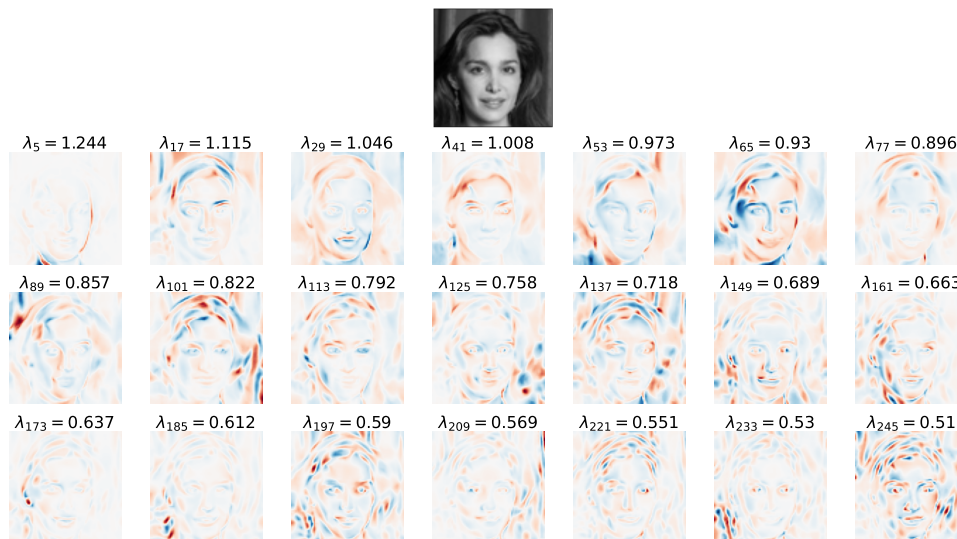 λ₅ = 1.244 λ₁₇ = 1.115 λ₂₉ = 1.046 λ₄₁ = 1.008 λ₅₃ = 0.973 λ₆₅ = 0.93 λ₇₇ = 0.896
λ₈₉ = 0.857 λ₁₀₁ = 0.822 λ₁₁₃ = 0.792 λ₁₂₅ = 0.758 λ₁₃₇ = 0.718 λ₁₄₉ = 0.689 λ₁₆₁ = 0.663
λ₁₇₃ = 0.637 λ₁₈₅ = 0.612 λ₁₉₇ = 0.59 λ₂₀₉ = 0.569 λ₂₂₁ = 0.551 λ₂₃₃ = 0.53 λ₂₄₅ = 0.51